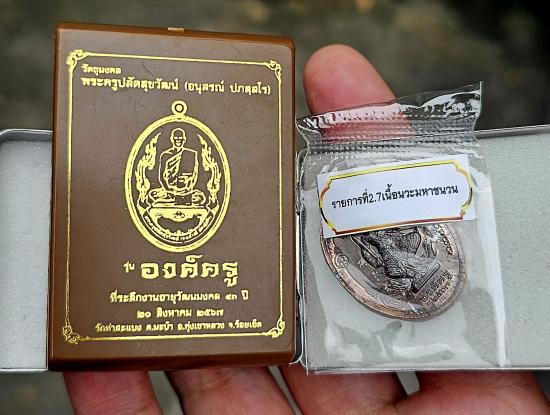 วัตถุมงคล
พระครูปลัดสุขวัฒน์ (อนุสรณ์ ปภสฺสโร)
รุ่น องค์ครู
ที่ระลึกงานอายุวัฒนมงคล ๔๓ ปี
๒๐ สิงหาคม ๒๕๖๗
วัดท่าสะแบง ต.มะบ้า อ.ทุ่งเขาหลวง จ.ร้อยเอ็ด
รายการที่2.7เนื้อนวะมหาชนวน